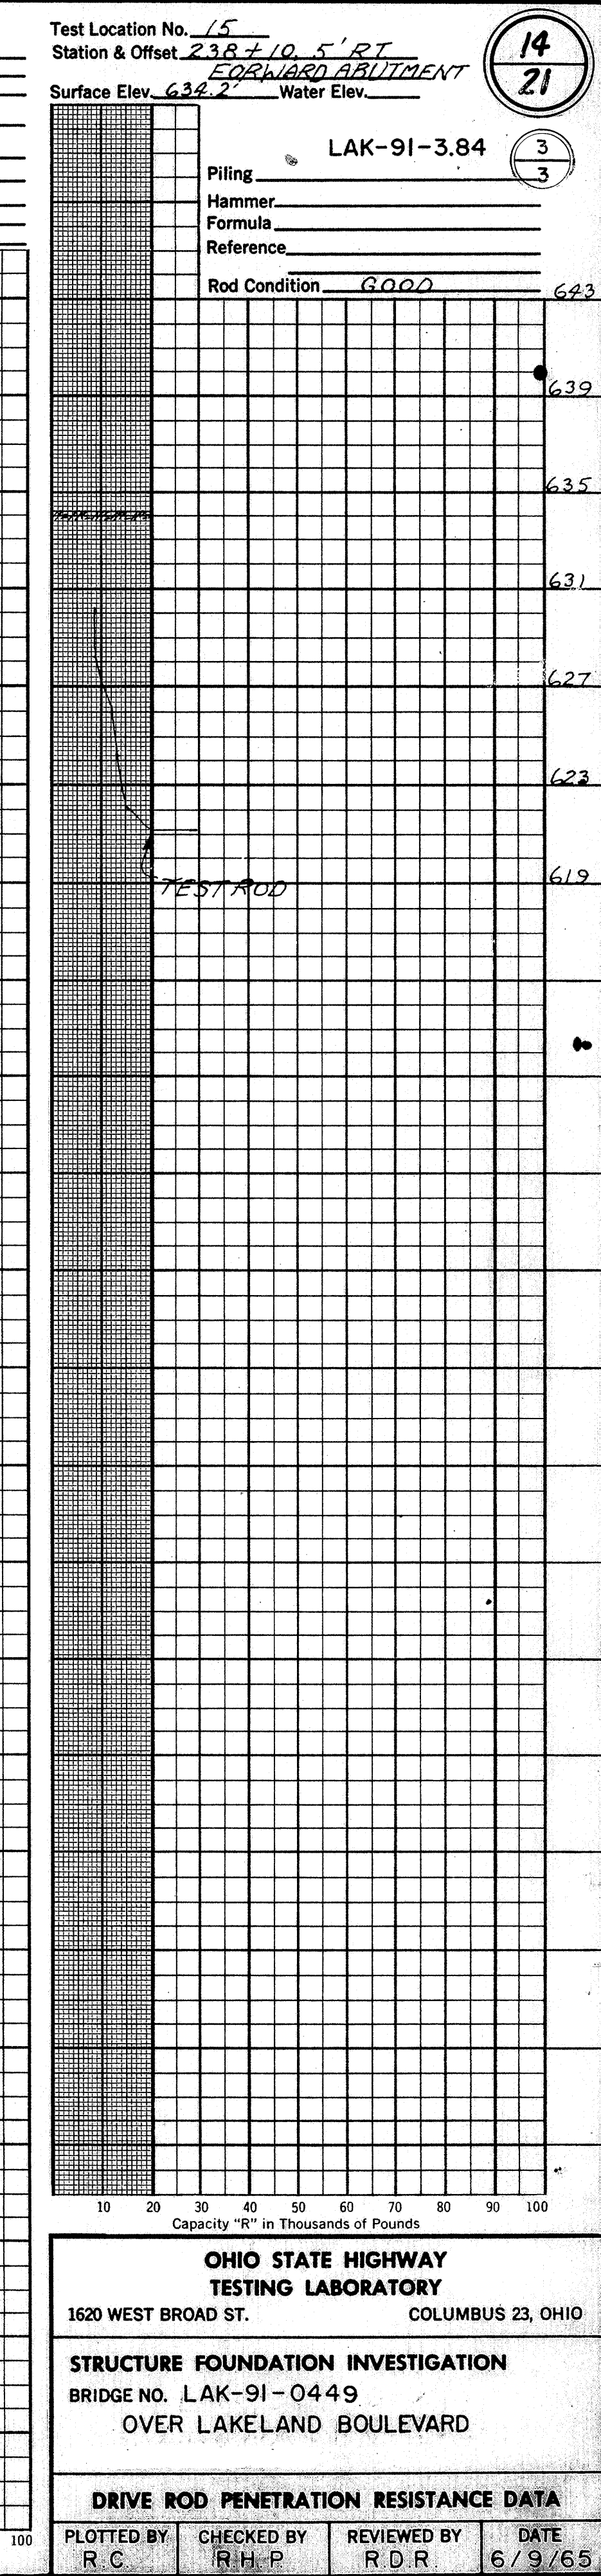 Test Location No. 15
Station & Offset 238+10, 5' RT
FORWARD ABUTMENT
Surface Elev. 634.2' Water Elev.
14
21
LAK-91-3.84
3
3
Piling
Hammer
Formula
Reference
Rod Condition GOOD
643
639
635
631
627
623
619
TEST ROD
10 20 30 40 50 60 70 80 90 100
Capacity "R" in Thousands of Pounds
OHIO STATE HIGHWAY
TESTING LABORATORY
1620 WEST BROAD ST. COLUMBUS 23, OHIO
STRUCTURE FOUNDATION INVESTIGATION
BRIDGE NO. LAK-91-0449
OVER LAKELAND BOULEVARD
DRIVE ROD PENETRATION RESISTANCE DATA
100
PLOTTED BY CHECKED BY REVIEWED BY DATE
R.C. R.H.P. R.D.R. 6/9/65